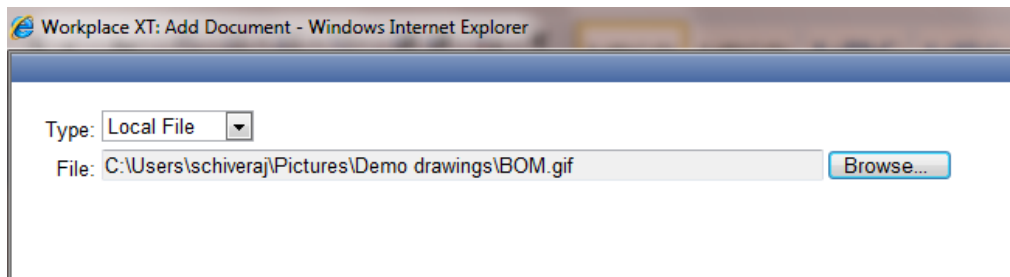 Workplace XT: Add Document - Windows Internet Explorer
Type: Local File
File: C:\Users\schiveraj\Pictures\Demo drawings\BOM.gif Browse...